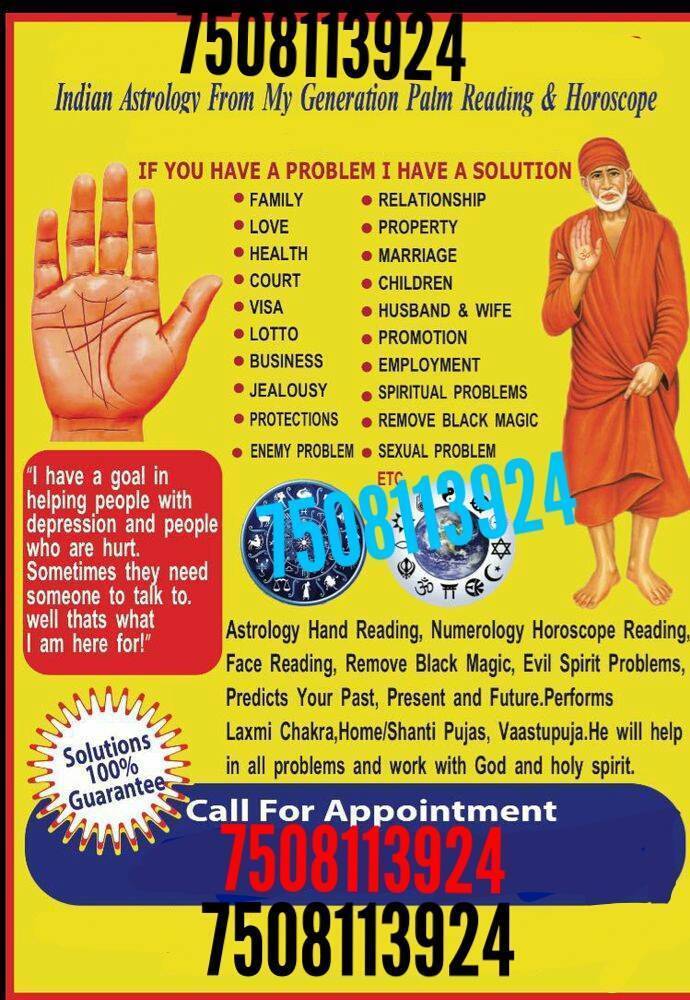 7508113924
Indian Astrology From My Generation Palm Reading & Horoscope
IF YOU HAVE A PROBLEM I HAVE A SOLUTION
FAMILY
LOVE
HEALTH
COURT
VISA
LOTTO
BUSINESS
JEALOUSY
PROTECTIONS
ENEMY PROBLEM
RELATIONSHIP
PROPERTY
MARRIAGE
CHILDREN
HUSBAND & WIFE
PROMOTION
EMPLOYMENT
SPIRITUAL PROBLEMS
REMOVE BLACK MAGIC
SEXUAL PROBLEM
ETC
7508113924
"I have a goal in
helping people with
depression and people
who are hurt.
Sometimes they need
someone to talk to.
well thats what
I am here for!"
Astrology Hand Reading, Numerology Horoscope Reading,
Face Reading, Remove Black Magic, Evil Spirit Problems,
Predicts Your Past, Present and Future.Performs
Laxmi Chakra,Home/Shanti Pujas, Vaastupuja.He will help
in all problems and work with God and holy spirit.
Solutions
100%
Guarantee
Call For Appointment
7508113924
7508113924